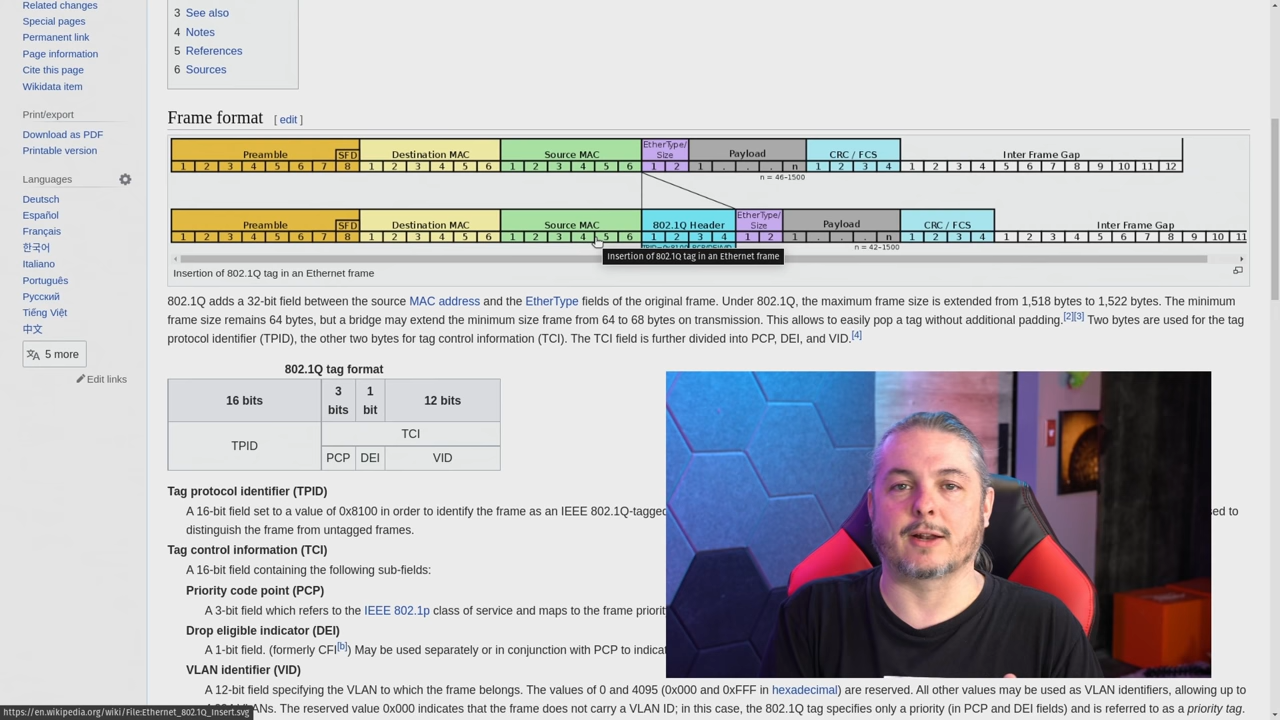 Related changes
Special pages
Permanent link
Page information
Cite this page
Wikidata item
Print/export
Download as PDF
Printable version
Languages
Deutsch
Español
Français
한국어
Italiano
Português
Русский
Tiếng Việt
中文
5 more
Edit links
3 See also
4 Notes
5 References
6 Sources
Frame format [ edit ]
Preamble SFD Destination MAC Source MAC EtherType/ Size Payload CRC / FCS Inter Frame Gap
1 2 3 4 5 6 7 8 1 2 3 4 5 6 1 2 3 4 5 6 1 2 1 . . . n 1 2 3 4 1 2 3 4 5 6 7 8 9 10 11 12
n = 46–1500
Preamble SFD Destination MAC Source MAC 802.1Q Header EtherType/ Size Payload CRC / FCS Inter Frame Gap
1 2 3 4 5 6 7 8 1 2 3 4 5 6 1 2 3 4 5 6 1 2 3 4 1 2 1 . . . n 1 2 3 4 1 2 3 4 5 6 7 8 9 10 11
n = 42–1500
Insertion of 802.1Q tag in an Ethernet frame
Insertion of 802.1Q tag in an Ethernet frame
802.1Q adds a 32-bit field between the source MAC address and the EtherType fields of the original frame. Under 802.1Q, the maximum frame size is extended from 1,518 bytes to 1,522 bytes. The minimum
frame size remains 64 bytes, but a bridge may extend the minimum size frame from 64 to 68 bytes on transmission. This allows to easily pop a tag without additional padding.[2][3] Two bytes are used for the tag
protocol identifier (TPID), the other two bytes for tag control information (TCI). The TCI field is further divided into PCP, DEI, and VID.[4]
802.1Q tag format
16 bits 3 bits 1 bit 12 bits
TPID TCI
PCP DEI VID
Tag protocol identifier (TPID)
A 16-bit field set to a value of 0x8100 in order to identify the frame as an IEEE 802.1Q-tagged to
distinguish the frame from untagged frames.
Tag control information (TCI)
A 16-bit field containing the following sub-fields:
Priority code point (PCP)
A 3-bit field which refers to the IEEE 802.1p class of service and maps to the frame priorit
Drop eligible indicator (DEI)
A 1-bit field. (formerly CFI[b]) May be used separately or in conjunction with PCP to indicat
VLAN identifier (VID)
A 12-bit field specifying the VLAN to which the frame belongs. The values of 0 and 4095 (0x000 and 0xFFF in hexadecimal) are reserved. All other values may be used as VLAN identifiers, allowing up to
The reserved value 0x000 indicates that the frame does not carry a VLAN ID; in this case, the 802.1Q tag specifies only a priority (in PCP and DEI fields) and is referred to as a priority tag.
https://en.wikipedia.org/wiki/File:Ethernet_802.1Q_Insert.svg